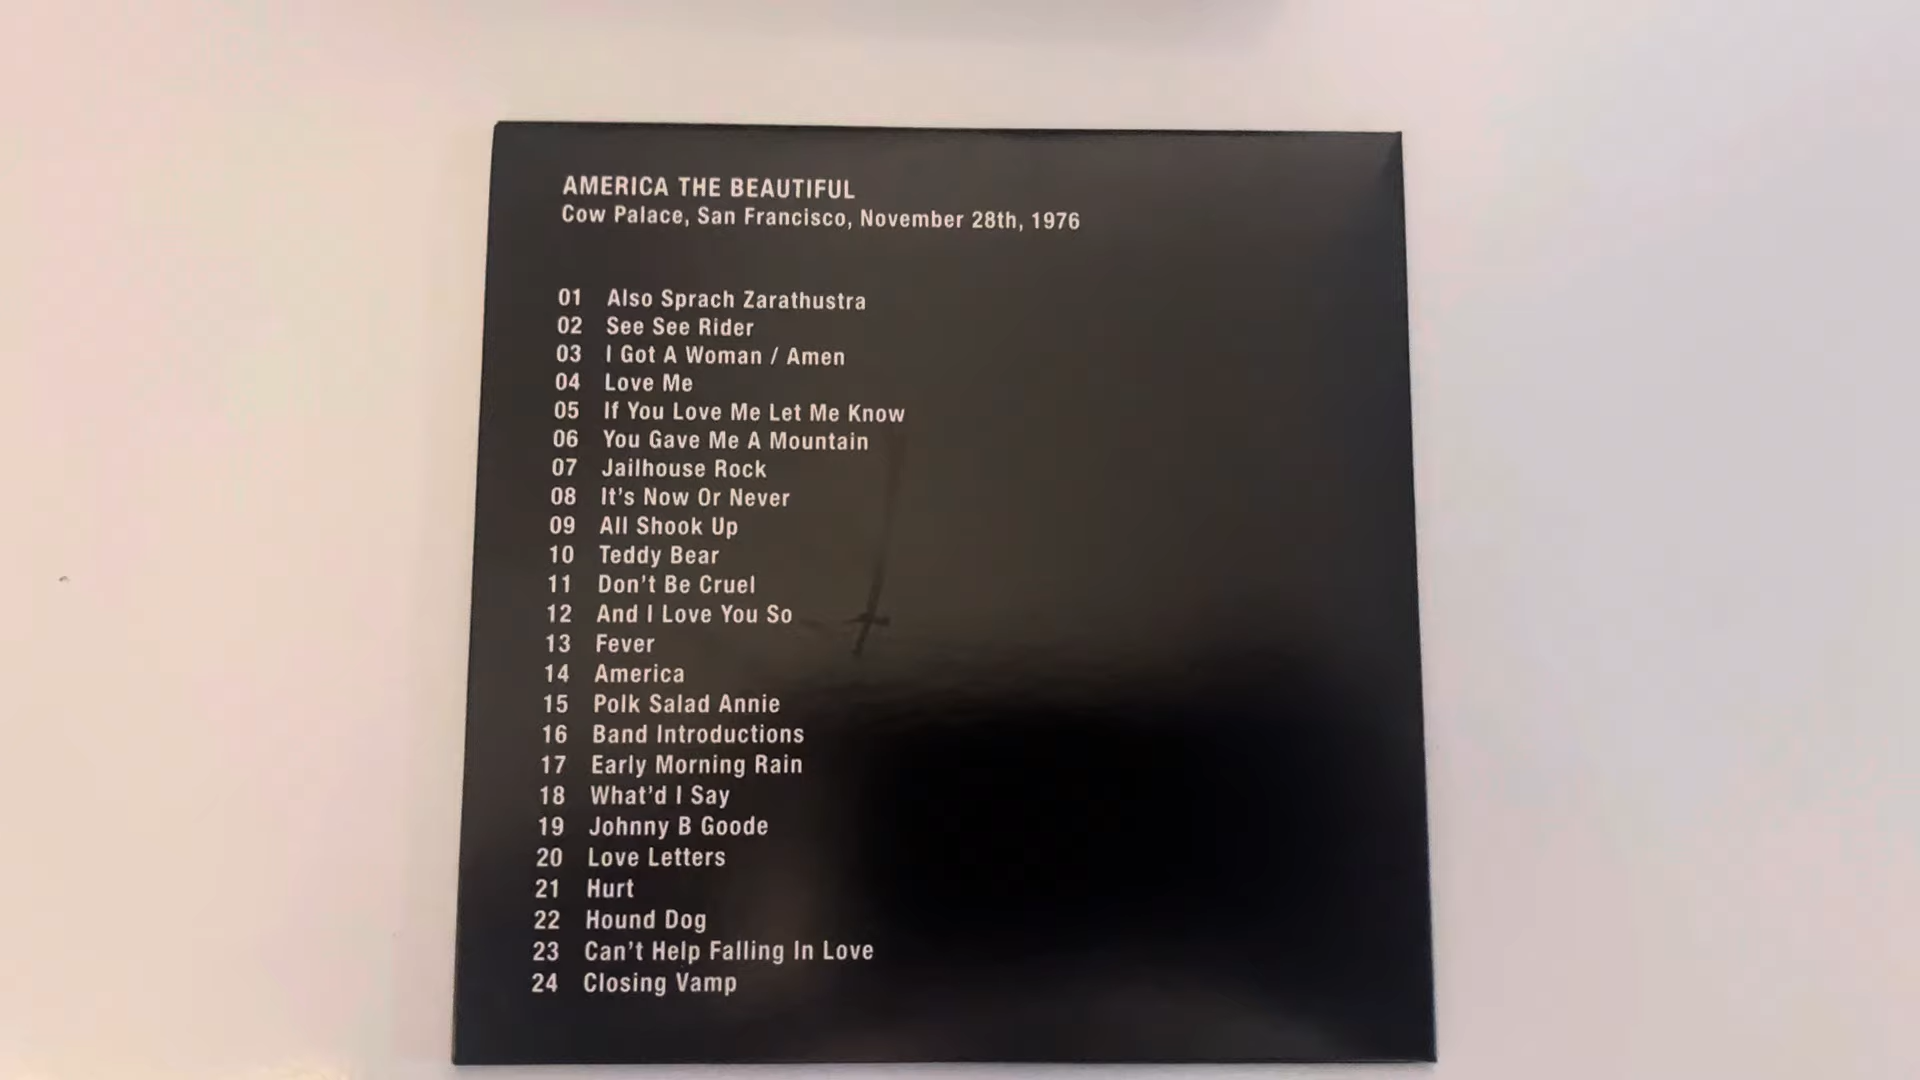 AMERICA THE BEAUTIFUL
Cow Palace, San Francisco, November 28th, 1976
01 Also Sprach Zarathustra
02 See See Rider
03 I Got A Woman / Amen
04 Love Me
05 If You Love Me Let Me Know
06 You Gave Me A Mountain
07 Jailhouse Rock
08 It's Now Or Never
09 All Shook Up
10 Teddy Bear
11 Don't Be Cruel
12 And I Love You So
13 Fever
14 America
15 Polk Salad Annie
16 Band Introductions
17 Early Morning Rain
18 What'd I Say
19 Johnny B Goode
20 Love Letters
21 Hurt
22 Hound Dog
23 Can't Help Falling In Love
24 Closing Vamp